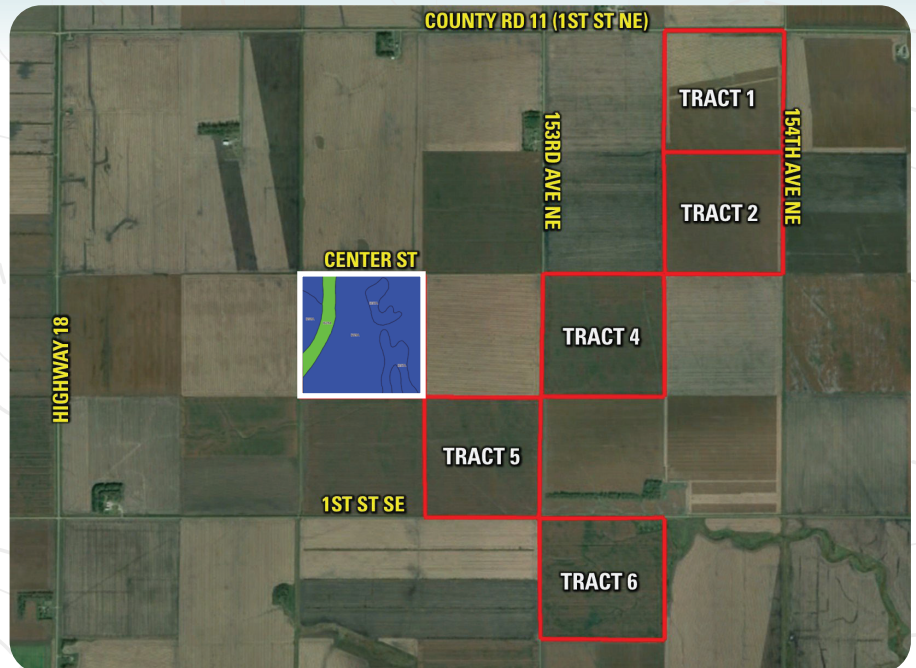 COUNTY RD 11 (1ST ST NE)
TRACT 1
153RD AVE NE
154TH AVE NE
TRACT 2
CENTER ST
TRACT 4
HIGHWAY 18
TRACT 5
1ST ST SE
TRACT 6